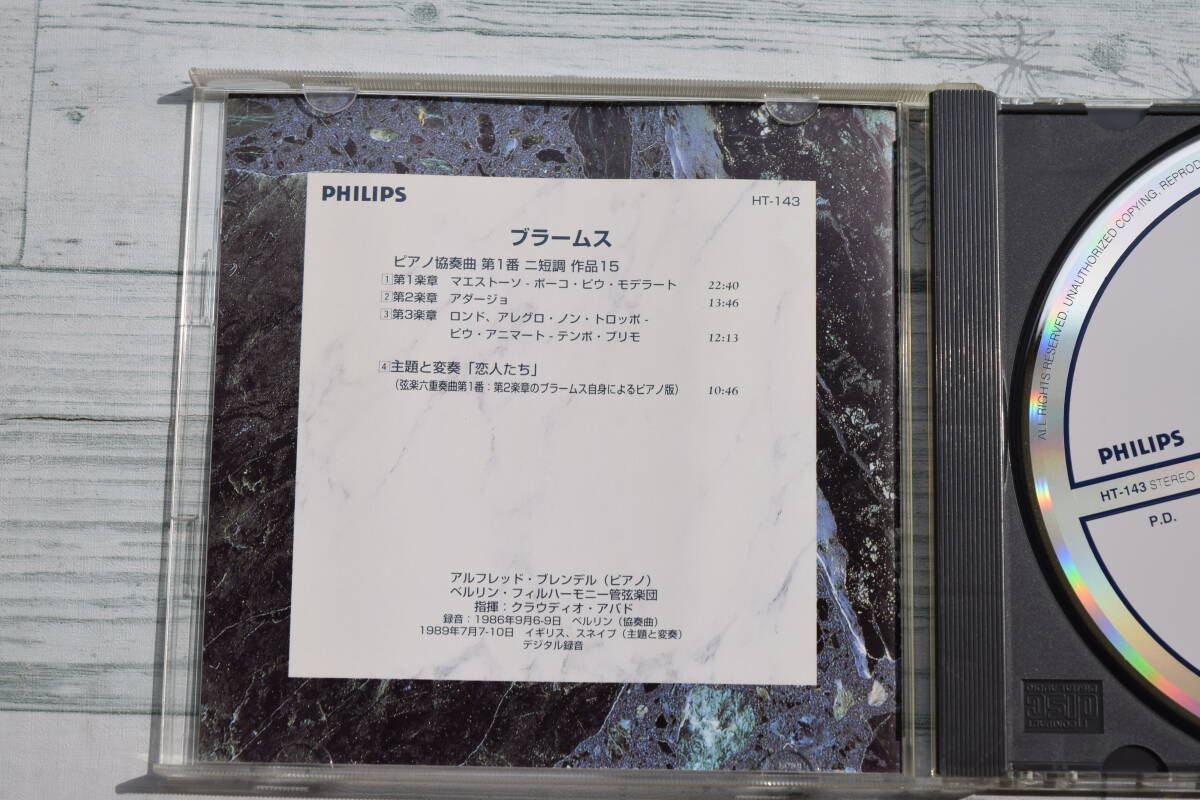 PHILIPS
HT-143
ブラームス
ピアノ協奏曲 第1番 ニ短調 作品15
1 第1楽章 マエストーソ - ポーコ・ピウ・モデラート 22:40
2 第2楽章 アダージョ 13:46
3 第3楽章 ロンド、アレグロ・ノン・トロッポ -
ピウ・アニマート - テンポ・プリモ 12:13
4 主題と変奏「恋人たち」
（弦楽六重奏曲第1番：第2楽章のブラームス自身によるピアノ版） 10:46
アルフレッド・ブレンデル（ピアノ）
ベルリン・フィルハーモニー管弦楽団
指揮：クラウディオ・アバド
録音：1986年9月6-9日 ベルリン（協奏曲）
1989年7月7-10日 イギリス、スネイプ（主題と変奏）
デジタル録音
ALL RIGHTS RESERVED. UNAUTHORIZED COPYING, REPROD
PHILIPS
HT-143 STEREO
P.D.